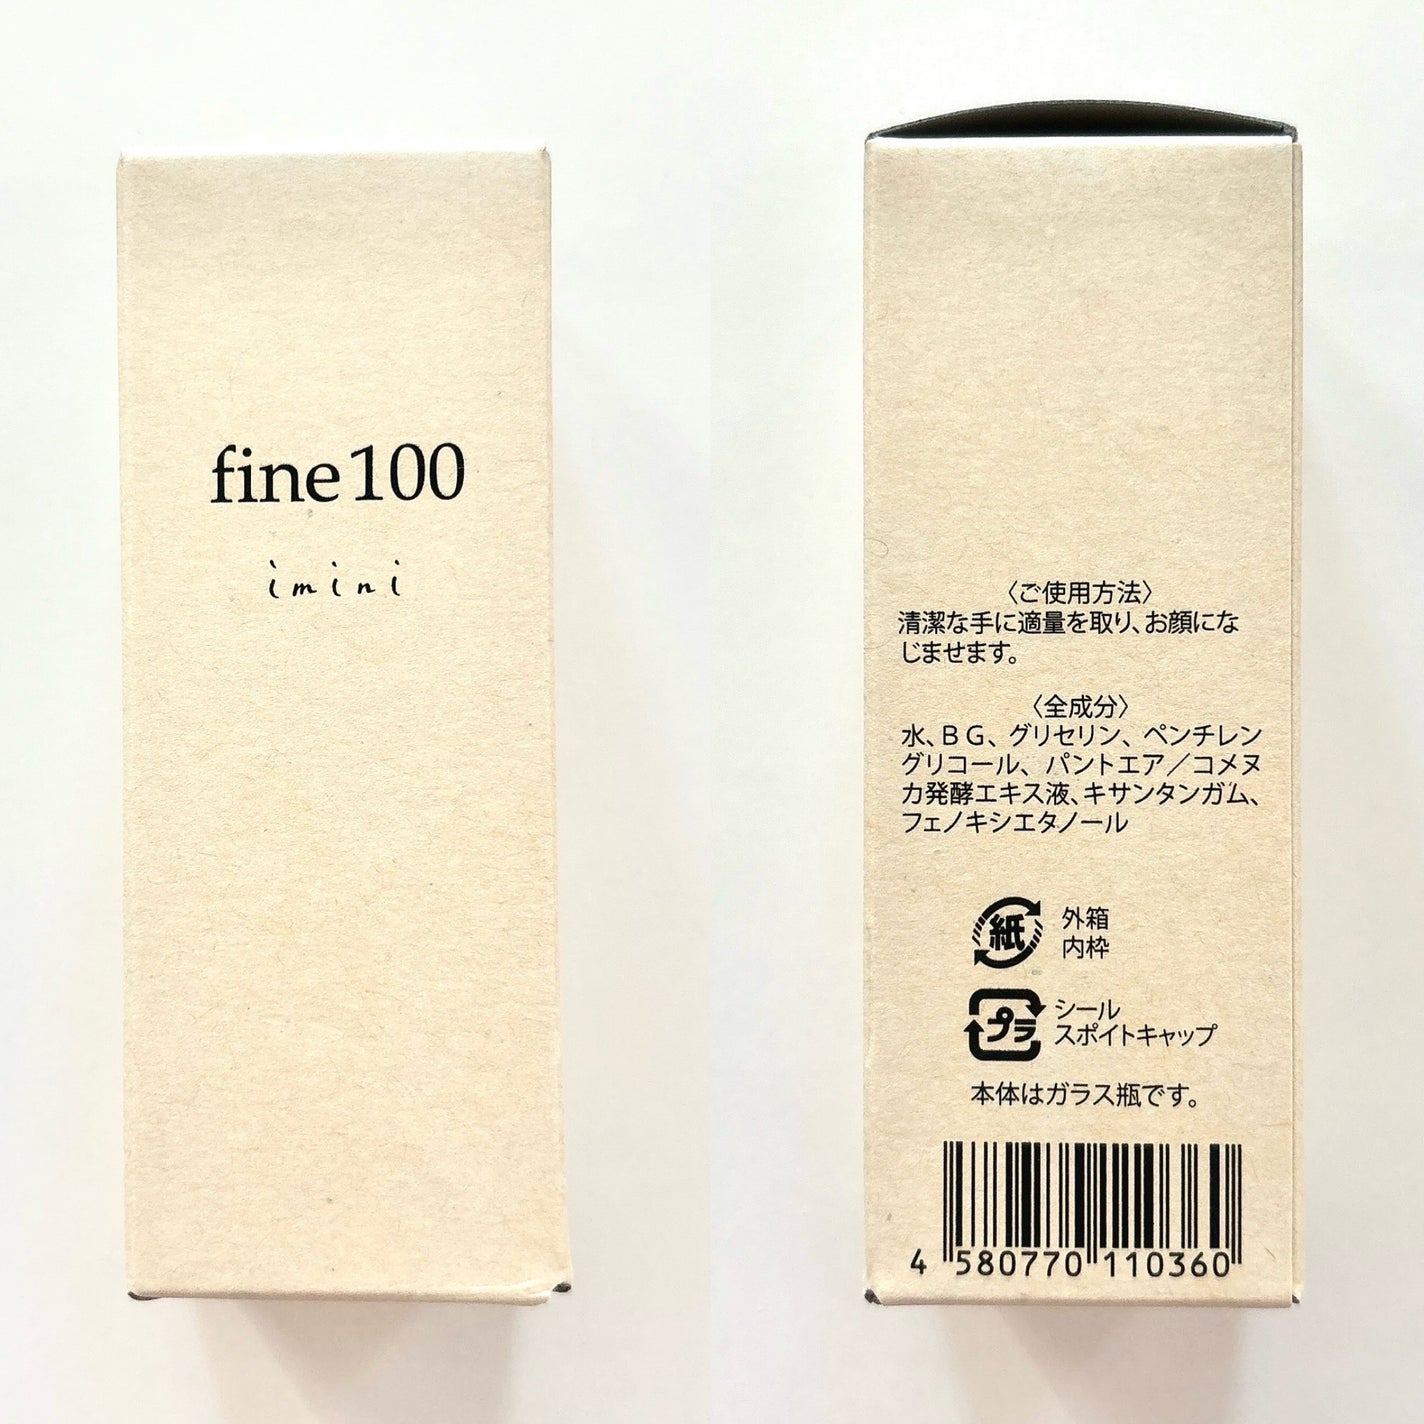 fine100
imini
〈ご使用方法〉
清潔な手に適量を取り、お顔にな
じませます。
〈全成分〉
水、BG、グリセリン、ペンチレン
グリコール、パントエア／コメヌ
カ発酵エキス液、キサンタンガム、
フェノキシエタノール
紙
外箱
内枠
プラ
シール
スポイトキャップ
本体はガラス瓶です。
4 580770 110360